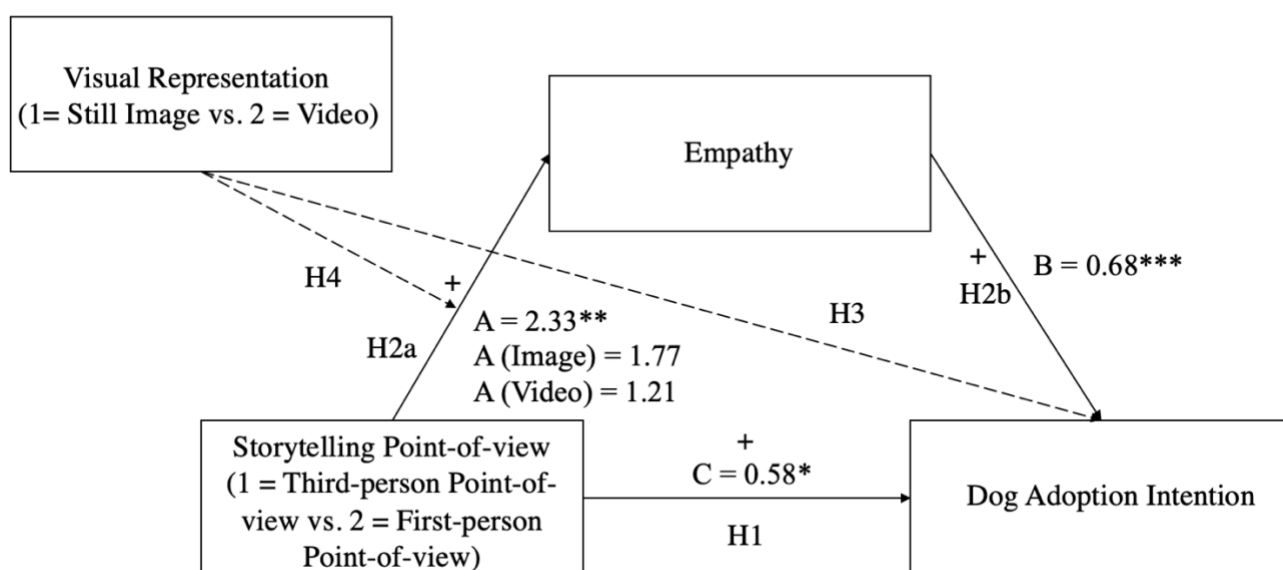 Visual Representation
(1= Still Image vs. 2 = Video)
Empathy
+
B = 0.68***
H2b
H4
+
H3
A = 2.33**
H2a
A (Image) = 1.77
A (Video) = 1.21
Storytelling Point-of-view
(1 = Third-person Point-of-
view vs. 2 = First-person
Point-of-view)
+
C = 0.58*
H1
Dog Adoption Intention